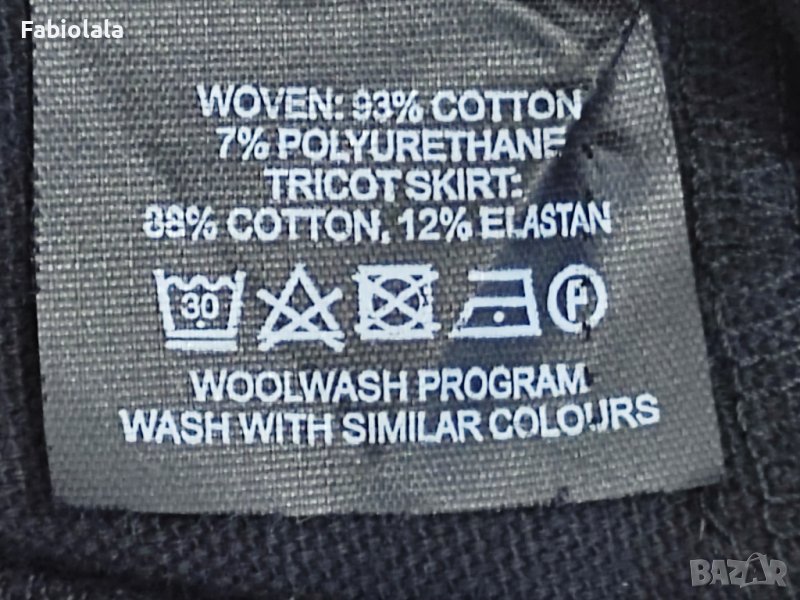 Fabiolala
WOVEN: 93% COTTON
7% POLYURETHANE
TRICOT SKIRT:
88% COTTON, 12% ELASTAN
30
F
WOOLWASH PROGRAM
WASH WITH SIMILAR COLOURS
BAZAR